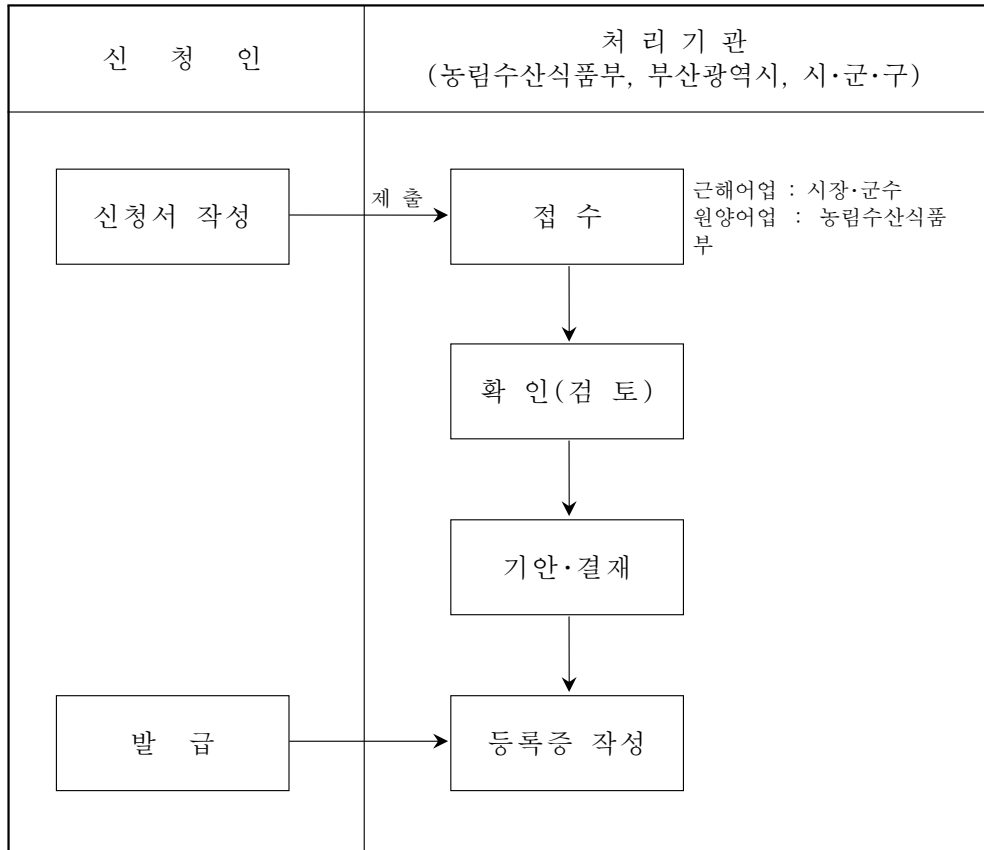 신 청 인
처 리 기 관
(농림수산식품부, 부산광역시, 시·군·구)
신청서 작성
제 출
접 수
근해어업 : 시장·군수
원양어업 : 농림수산식품
부
확 인(검 토)
기안·결재
발 급
등록증 작성